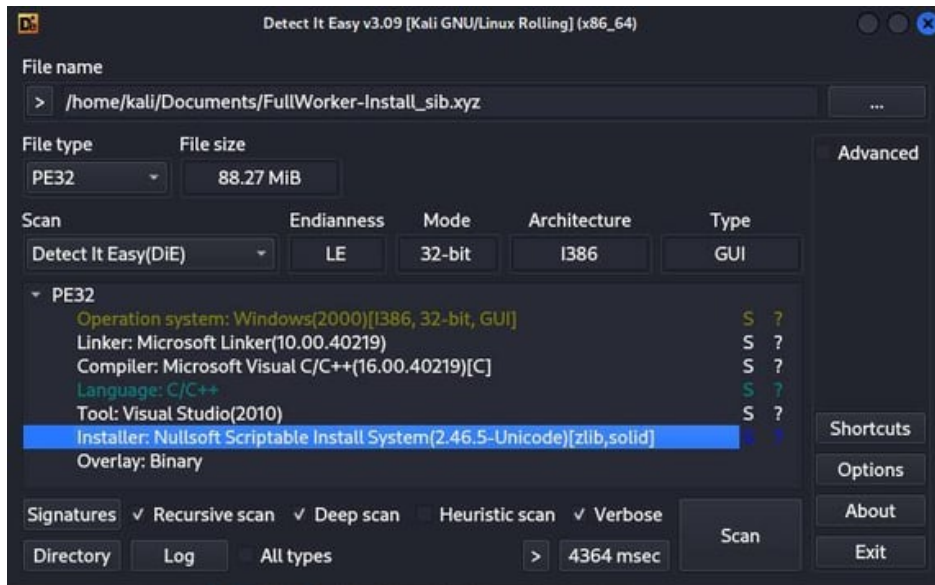 Detect It Easy v3.09 [Kali GNU/Linux Rolling] (x86_64)
File name
> /home/kali/Documents/FullWorker-Install_sib.xyz ...
File type File size
Advanced
PE32 88.27 MiB
Scan Endianness Mode Architecture Type
Detect It Easy(DiE) LE 32-bit I386 GUI
PE32
Operation system: Windows(2000)[I386, 32-bit, GUI] S ?
Linker: Microsoft Linker(10.00.40219) S ?
Compiler: Microsoft Visual C/C++(16.00.40219)[C] S ?
Language: C/C++ S ?
Tool: Visual Studio(2010) S ?
Installer: Nullsoft Scriptable Install System(2.46.5-Unicode)[zlib,solid] S ?
Overlay: Binary
Shortcuts
Options
Signatures Recursive scan Deep scan Heuristic scan Verbose
About
Scan
Directory Log All types > 4364 msec
Exit